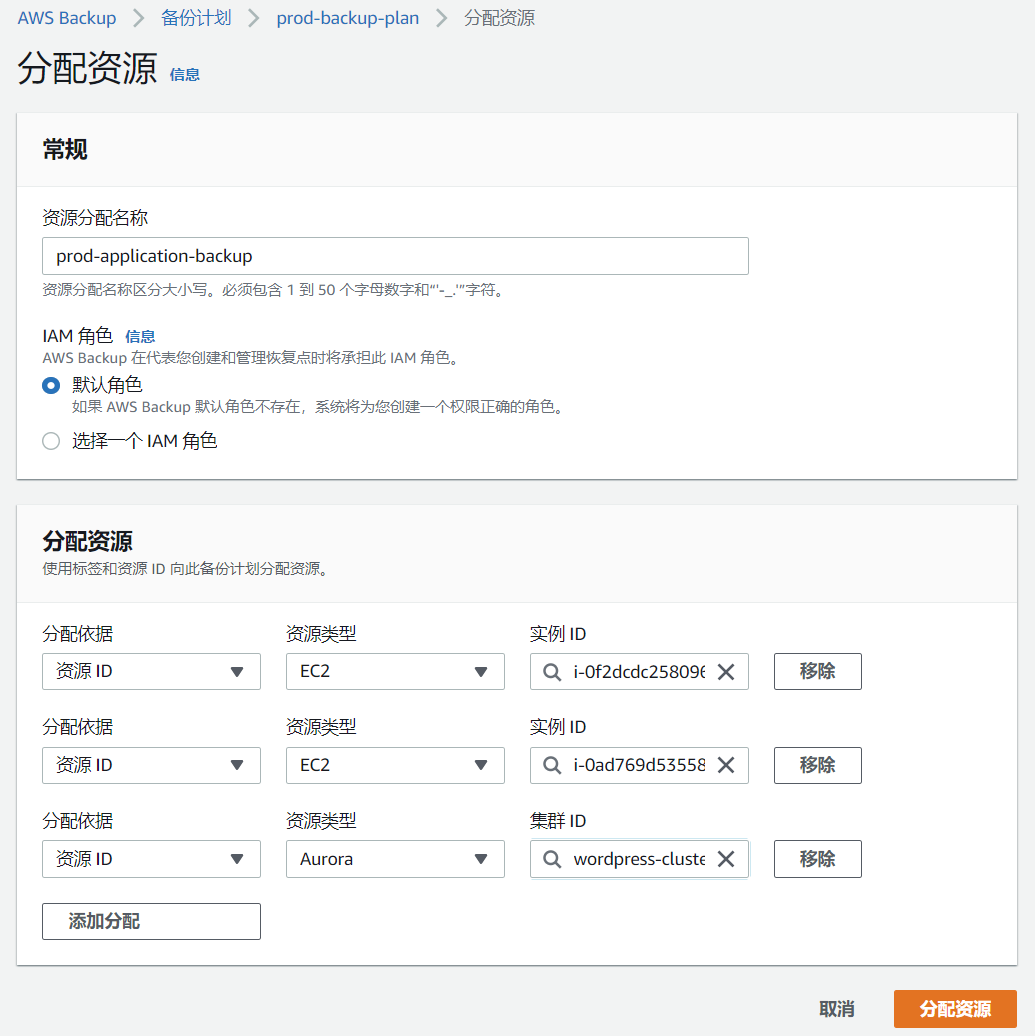 AWS Backup > 备份计划 > prod-backup-plan > 分配资源
分配资源 信息
常规
资源分配名称
prod-application-backup
资源分配名称区分大小写。必须包含 1 到 50 个字母数字和“'-_.'”字符。
IAM 角色 信息
AWS Backup 在代表您创建和管理恢复点时将承担此 IAM 角色。
默认角色
如果 AWS Backup 默认角色不存在，系统将为您创建一个权限正确的角色。
选择一个 IAM 角色
分配资源
使用标签和资源 ID 向此备份计划分配资源。
分配依据 资源类型 实例 ID
资源 ID EC2 i-0f2dcdc258096 移除
分配依据 资源类型 实例 ID
资源 ID EC2 i-0ad769d53558 移除
分配依据 资源类型 集群 ID
资源 ID Aurora wordpress-cluste 移除
添加分配
取消 分配资源